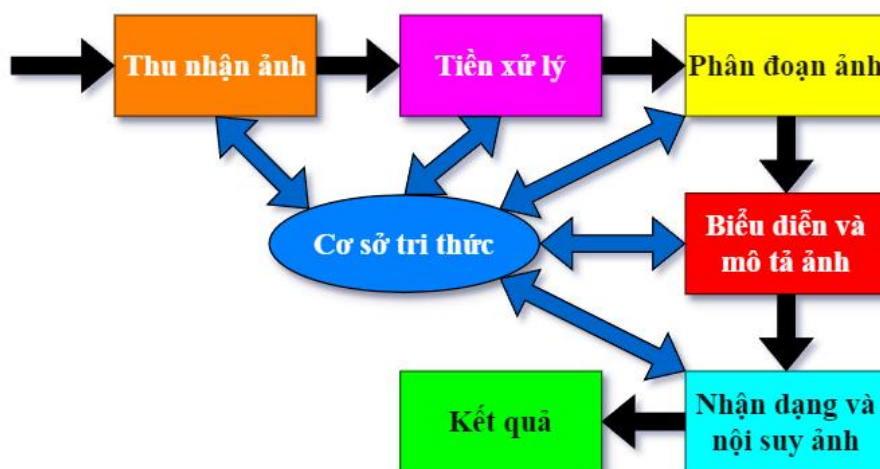 Thu nhận ảnh
Tiền xử lý
Phân đoạn ảnh
Cơ sở tri thức
Biểu diễn và
mô tả ảnh
Nhận dạng và
nội suy ảnh
Kết quả